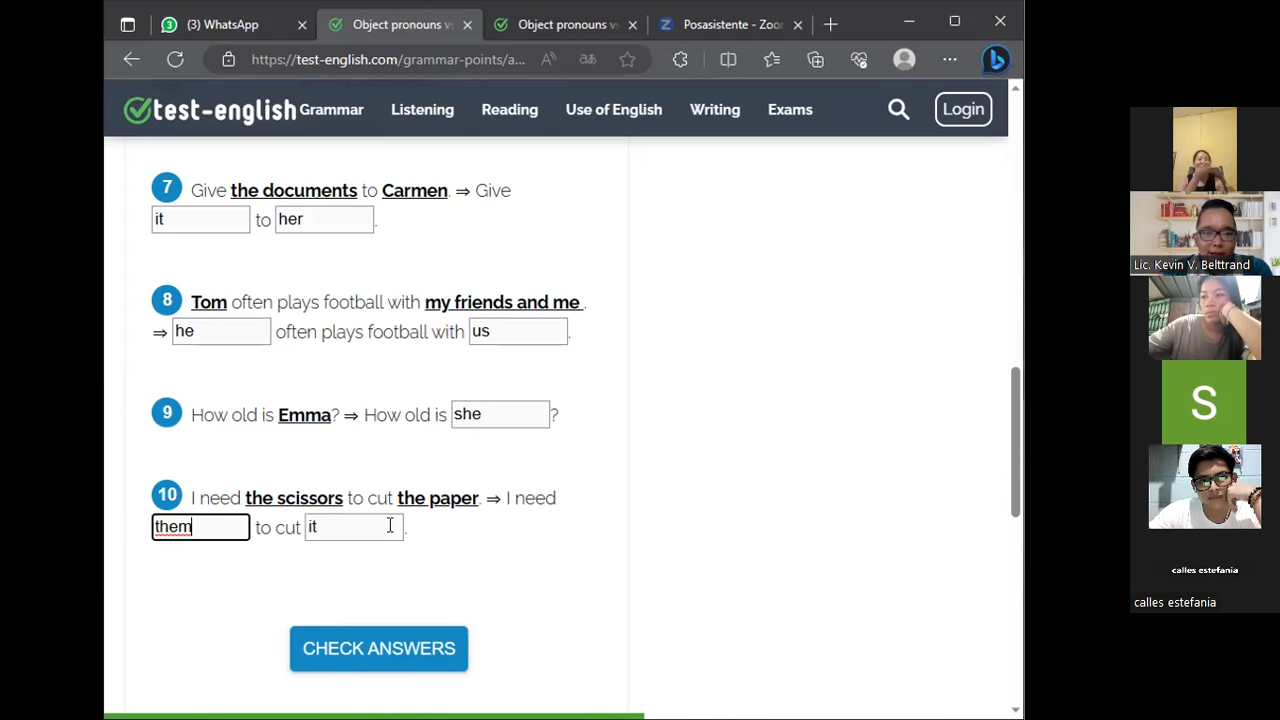 (3) WhatsApp
Object pronouns vs
Object pronouns vs
Posasistente - Zoom
https://test-english.com/grammar-points/a...
test-english
Grammar
Listening
Reading
Use of English
Writing
Exams
Login
7 Give the documents to Carmen. ⇒ Give
it to her.
8 Tom often plays football with my friends and me .
⇒ he often plays football with us.
9 How old is Emma? ⇒ How old is she?
10 I need the scissors to cut the paper. ⇒ I need
them to cut it.
CHECK ANSWERS
Lic. Kevin V. Belttrand
S
calles estefania
calles estefania